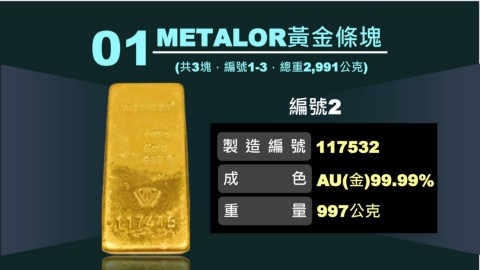 01 METALOR黃金條塊
(共3塊．編號1-3．總重2,991公克)
編號2
製造編號 117532
成色 AU(金)99.99%
重量 997公克